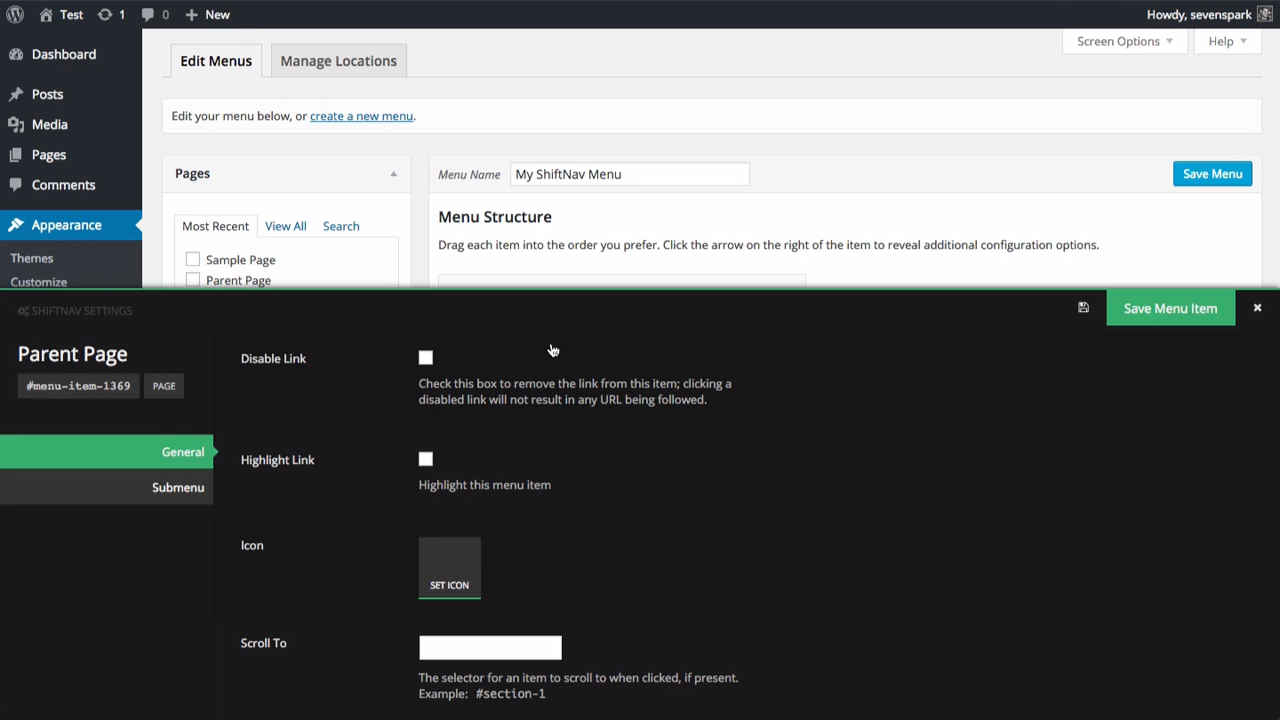 Test 1 0 New Howdy, sevenspark
Screen Options Help
Dashboard
Posts
Media
Pages
Comments
Appearance
Themes
Customize
Edit Menus Manage Locations
Edit your menu below, or create a new menu.
Pages
Most Recent View All Search
Sample Page
Parent Page
Menu Name My ShiftNav Menu Save Menu
Menu Structure
Drag each item into the order you prefer. Click the arrow on the right of the item to reveal additional configuration options.
SHIFTNAV SETTINGS
Save Menu Item
Parent Page
#menu-item-1369 PAGE
General
Submenu
Disable Link
Check this box to remove the link from this item; clicking a
disabled link will not result in any URL being followed.
Highlight Link
Highlight this menu item
Icon
SET ICON
Scroll To
The selector for an item to scroll to when clicked, if present.
Example: #section-1